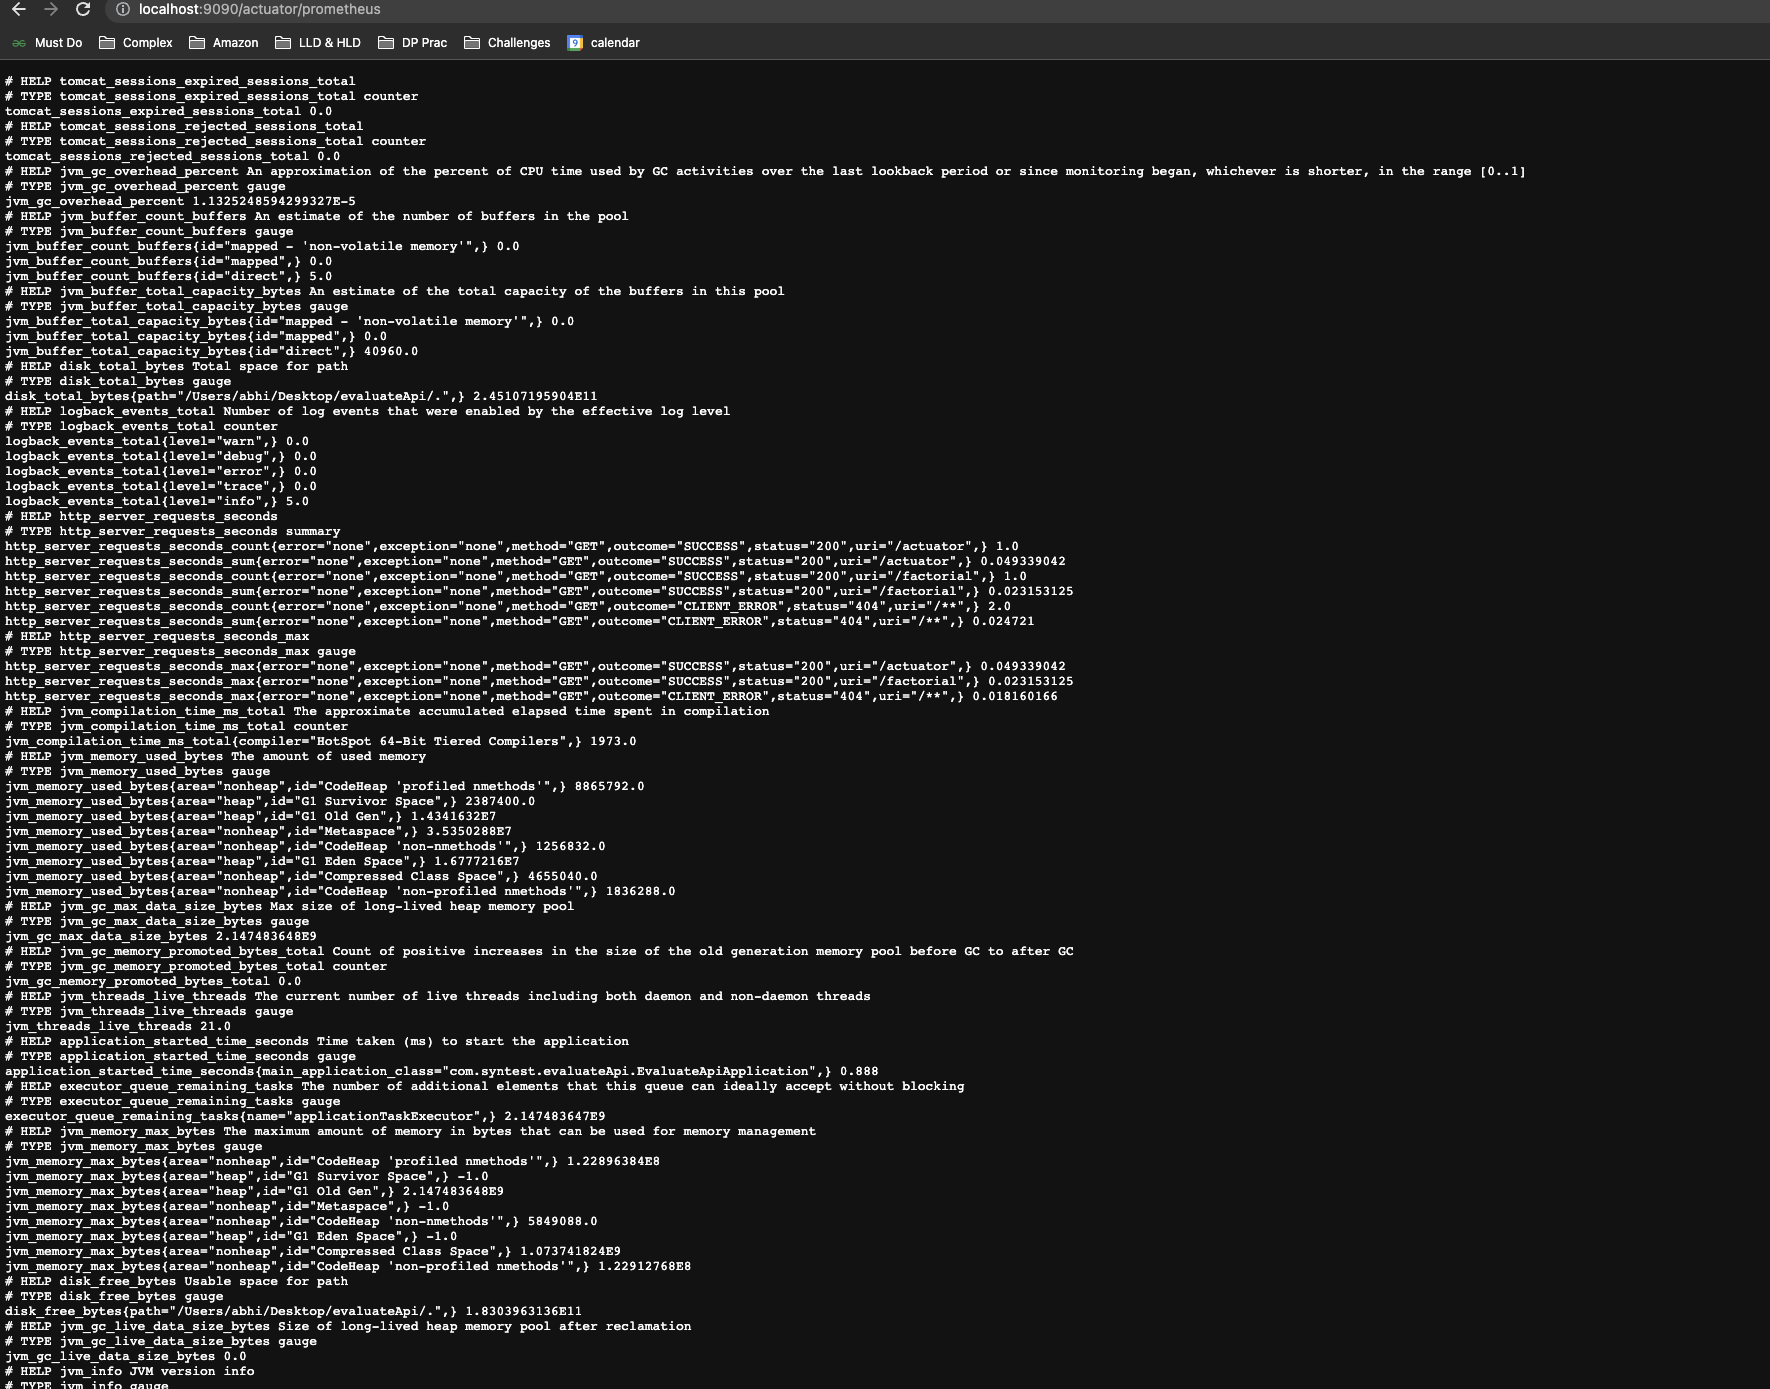 localhost:9090/actuator/prometheus
Must Do Complex Amazon LLD & HLD DP Prac Challenges 9 calendar
# HELP tomcat_sessions_expired_sessions_total
# TYPE tomcat_sessions_expired_sessions_total counter
tomcat_sessions_expired_sessions_total 0.0
# HELP tomcat_sessions_rejected_sessions_total
# TYPE tomcat_sessions_rejected_sessions_total counter
tomcat_sessions_rejected_sessions_total 0.0
# HELP jvm_gc_overhead_percent An approximation of the percent of CPU time used by GC activities over the last lookback period or since monitoring began, whichever is shorter, in the range [0..1]
# TYPE jvm_gc_overhead_percent gauge
jvm_gc_overhead_percent 1.1325248594299327E-5
# HELP jvm_buffer_count_buffers An estimate of the number of buffers in the pool
# TYPE jvm_buffer_count_buffers gauge
jvm_buffer_count_buffers{id="mapped - 'non-volatile memory'",} 0.0
jvm_buffer_count_buffers{id="mapped",} 0.0
jvm_buffer_count_buffers{id="direct",} 5.0
# HELP jvm_buffer_total_capacity_bytes An estimate of the total capacity of the buffers in this pool
# TYPE jvm_buffer_total_capacity_bytes gauge
jvm_buffer_total_capacity_bytes{id="mapped - 'non-volatile memory'",} 0.0
jvm_buffer_total_capacity_bytes{id="mapped",} 0.0
jvm_buffer_total_capacity_bytes{id="direct",} 40960.0
# HELP disk_total_bytes Total space for path
# TYPE disk_total_bytes gauge
disk_total_bytes{path="/Users/abhi/Desktop/evaluateApi/.",} 2.45107195904E11
# HELP logback_events_total Number of log events that were enabled by the effective log level
# TYPE logback_events_total counter
logback_events_total{level="warn",} 0.0
logback_events_total{level="debug",} 0.0
logback_events_total{level="error",} 0.0
logback_events_total{level="trace",} 0.0
logback_events_total{level="info",} 5.0
# HELP http_server_requests_seconds
# TYPE http_server_requests_seconds summary
http_server_requests_seconds_count{error="none",exception="none",method="GET",outcome="SUCCESS",status="200",uri="/actuator",} 1.0
http_server_requests_seconds_sum{error="none",exception="none",method="GET",outcome="SUCCESS",status="200",uri="/actuator",} 0.049339042
http_server_requests_seconds_count{error="none",exception="none",method="GET",outcome="SUCCESS",status="200",uri="/factorial",} 1.0
http_server_requests_seconds_sum{error="none",exception="none",method="GET",outcome="SUCCESS",status="200",uri="/factorial",} 0.023153125
http_server_requests_seconds_count{error="none",exception="none",method="GET",outcome="CLIENT_ERROR",status="404",uri="/**",} 2.0
http_server_requests_seconds_sum{error="none",exception="none",method="GET",outcome="CLIENT_ERROR",status="404",uri="/**",} 0.024721
# HELP http_server_requests_seconds_max
# TYPE http_server_requests_seconds_max gauge
http_server_requests_seconds_max{error="none",exception="none",method="GET",outcome="SUCCESS",status="200",uri="/actuator",} 0.049339042
http_server_requests_seconds_max{error="none",exception="none",method="GET",outcome="SUCCESS",status="200",uri="/factorial",} 0.023153125
http_server_requests_seconds_max{error="none",exception="none",method="GET",outcome="CLIENT_ERROR",status="404",uri="/**",} 0.018160166
# HELP jvm_compilation_time_ms_total The approximate accumulated elapsed time spent in compilation
# TYPE jvm_compilation_time_ms_total counter
jvm_compilation_time_ms_total{compiler="HotSpot 64-Bit Tiered Compilers",} 1973.0
# HELP jvm_memory_used_bytes The amount of used memory
# TYPE jvm_memory_used_bytes gauge
jvm_memory_used_bytes{area="nonheap",id="CodeHeap 'profiled nmethods'",} 8865792.0
jvm_memory_used_bytes{area="heap",id="G1 Survivor Space",} 2387400.0
jvm_memory_used_bytes{area="heap",id="G1 Old Gen",} 1.4341632E7
jvm_memory_used_bytes{area="nonheap",id="Metaspace",} 3.5350288E7
jvm_memory_used_bytes{area="nonheap",id="CodeHeap 'non-nmethods'",} 1256832.0
jvm_memory_used_bytes{area="heap",id="G1 Eden Space",} 1.6777216E7
jvm_memory_used_bytes{area="nonheap",id="Compressed Class Space",} 4655040.0
jvm_memory_used_bytes{area="nonheap",id="CodeHeap 'non-profiled nmethods'",} 1836288.0
# HELP jvm_gc_max_data_size_bytes Max size of long-lived heap memory pool
# TYPE jvm_gc_max_data_size_bytes gauge
jvm_gc_max_data_size_bytes 2.147483648E9
# HELP jvm_gc_memory_promoted_bytes_total Count of positive increases in the size of the old generation memory pool before GC to after GC
# TYPE jvm_gc_memory_promoted_bytes_total counter
jvm_gc_memory_promoted_bytes_total 0.0
# HELP jvm_threads_live_threads The current number of live threads including both daemon and non-daemon threads
# TYPE jvm_threads_live_threads gauge
jvm_threads_live_threads 21.0
# HELP application_started_time_seconds Time taken (ms) to start the application
# TYPE application_started_time_seconds gauge
application_started_time_seconds{main_application_class="com.syntest.evaluateApi.EvaluateApiApplication",} 0.888
# HELP executor_queue_remaining_tasks The number of additional elements that this queue can ideally accept without blocking
# TYPE executor_queue_remaining_tasks gauge
executor_queue_remaining_tasks{name="applicationTaskExecutor",} 2.147483647E9
# HELP jvm_memory_max_bytes The maximum amount of memory in bytes that can be used for memory management
# TYPE jvm_memory_max_bytes gauge
jvm_memory_max_bytes{area="nonheap",id="CodeHeap 'profiled nmethods'",} 1.22896384E8
jvm_memory_max_bytes{area="heap",id="G1 Survivor Space",} -1.0
jvm_memory_max_bytes{area="heap",id="G1 Old Gen",} 2.147483648E9
jvm_memory_max_bytes{area="nonheap",id="Metaspace",} -1.0
jvm_memory_max_bytes{area="nonheap",id="CodeHeap 'non-nmethods'",} 5849088.0
jvm_memory_max_bytes{area="heap",id="G1 Eden Space",} -1.0
jvm_memory_max_bytes{area="nonheap",id="Compressed Class Space",} 1.073741824E9
jvm_memory_max_bytes{area="nonheap",id="CodeHeap 'non-profiled nmethods'",} 1.22912768E8
# HELP disk_free_bytes Usable space for path
# TYPE disk_free_bytes gauge
disk_free_bytes{path="/Users/abhi/Desktop/evaluateApi/.",} 1.8303963136E11
# HELP jvm_gc_live_data_size_bytes Size of long-lived heap memory pool after reclamation
# TYPE jvm_gc_live_data_size_bytes gauge
jvm_gc_live_data_size_bytes 0.0
# HELP jvm_info JVM version info
# TYPE jvm_info gauge